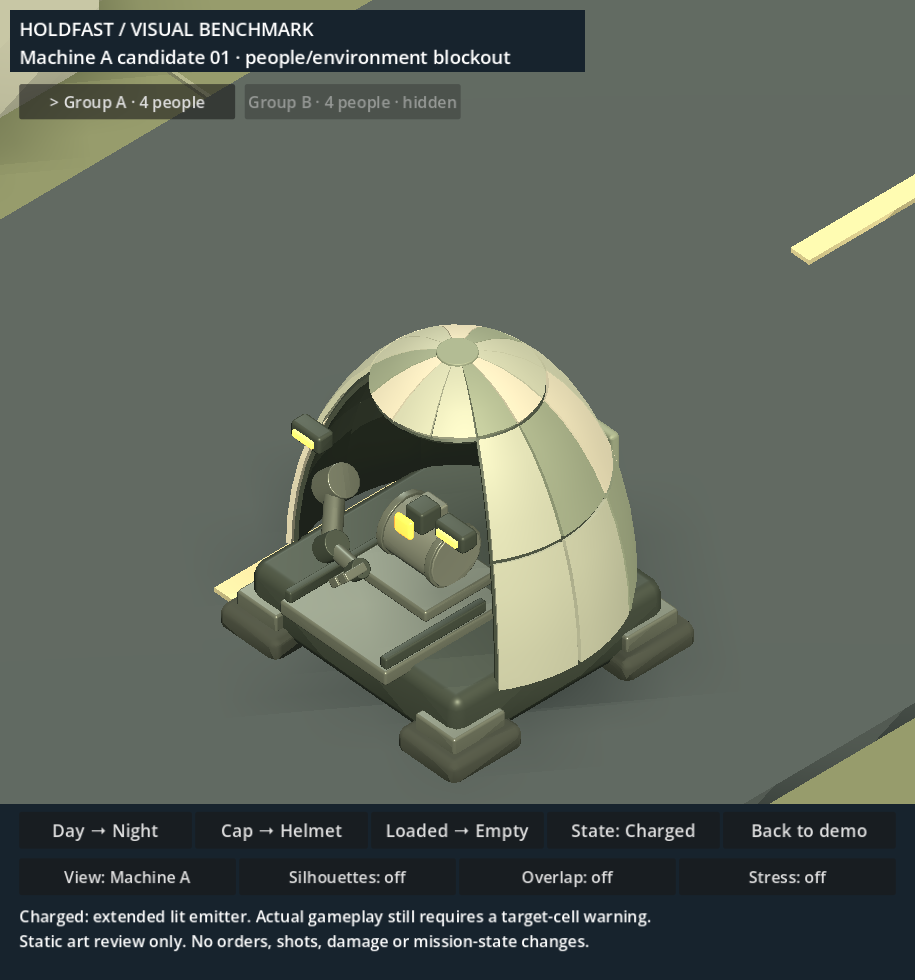 HOLDFAST / VISUAL BENCHMARK
Machine A candidate 01 · people/environment blockout
> Group A · 4 people
Group B · 4 people · hidden
Day → Night
Cap → Helmet
Loaded → Empty
State: Charged
Back to demo
View: Machine A
Silhouettes: off
Overlap: off
Stress: off
Charged: extended lit emitter. Actual gameplay still requires a target-cell warning.
Static art review only. No orders, shots, damage or mission-state changes.